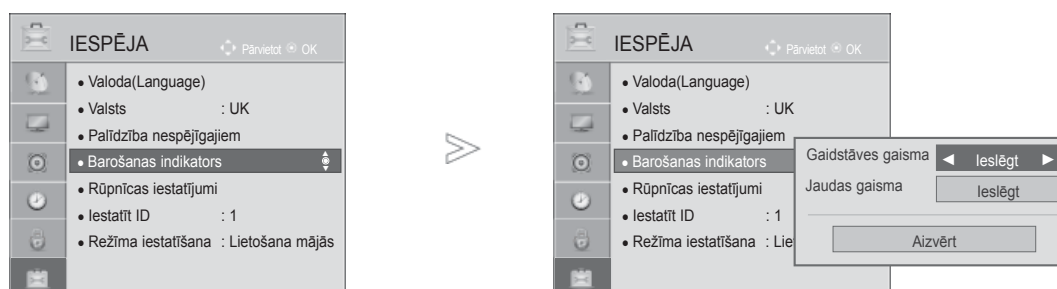 IESPĒJA Pārvietot OK
• Valoda(Language)
• Valsts : UK
• Palīdzība nespējīgajiem
• Barošanas indikators
• Rūpnīcas iestatījumi
• Iestatīt ID : 1
• Režīma iestatīšana : Lietošana mājās
>
IESPĒJA Pārvietot OK
• Valoda(Language)
• Valsts : UK
• Palīdzība nespējīgajiem
• Barošanas indikators
• Rūpnīcas iestatījumi
• Iestatīt ID : 1
• Režīma iestatīšana : Lie
Gaidstāves gaisma ◀ Ieslēgt ▶
Jaudas gaisma Ieslēgt
Aizvērt